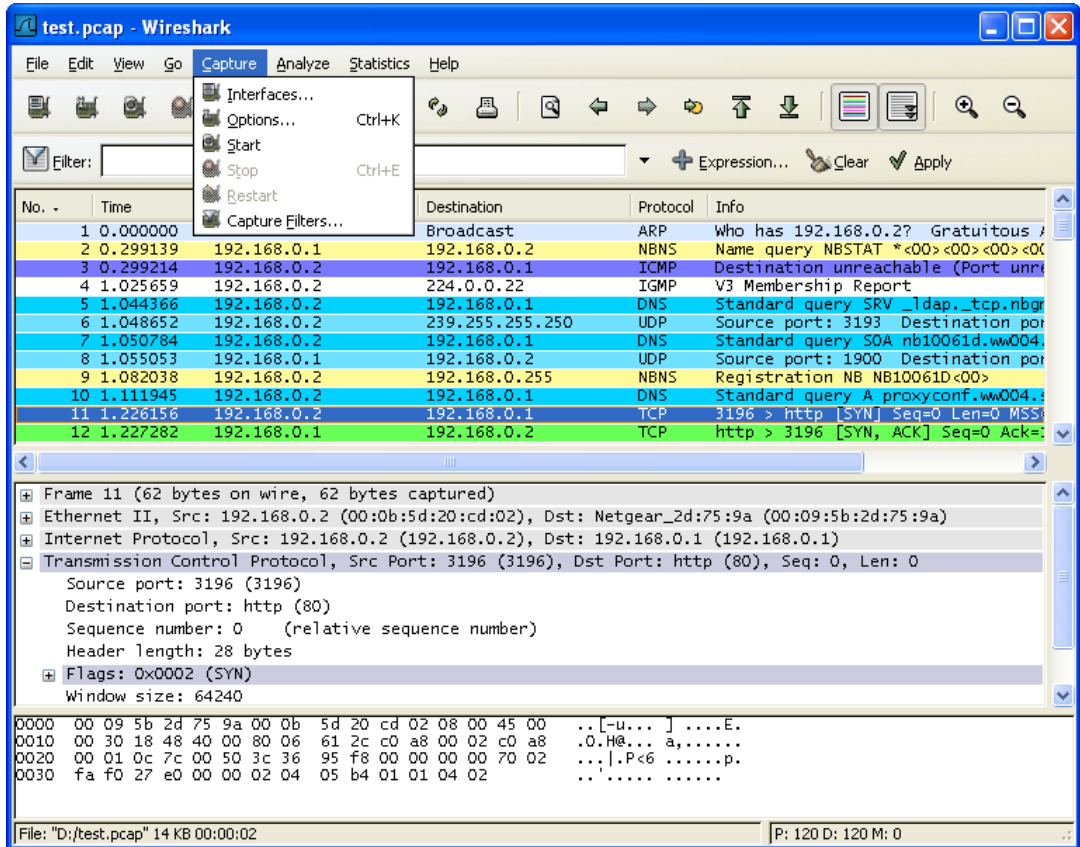 test.pcap - Wireshark
File Edit View Go Capture Analyze Statistics Help
Interfaces...
Options... Ctrl+K
Start
Stop Ctrl+E
Restart
Capture Filters...
Filter: Expression... Clear Apply
No. Time Destination Protocol Info
1 0.000000 Broadcast ARP Who has 192.168.0.2? Gratuitous
2 0.299139 192.168.0.1 192.168.0.2 NBNS Name query NBSTAT *<00><00><00><00
3 0.299214 192.168.0.2 192.168.0.1 ICMP Destination unreachable (Port unre
4 1.025659 192.168.0.2 224.0.0.22 IGMP V3 Membership Report
5 1.044366 192.168.0.2 192.168.0.1 DNS Standard query SRV _ldap._tcp.nbgm
6 1.048652 192.168.0.2 239.255.255.250 UDP Source port: 3193 Destination por
7 1.050784 192.168.0.2 192.168.0.1 DNS Standard query SOA nb10061d.ww004.
8 1.055053 192.168.0.1 192.168.0.2 UDP Source port: 1900 Destination por
9 1.082038 192.168.0.2 192.168.0.255 NBNS Registration NB NB10061D<00>
10 1.111945 192.168.0.2 192.168.0.1 DNS Standard query A proxyconf.ww004.s
11 1.226156 192.168.0.2 192.168.0.1 TCP 3196 > http [SYN] Seq=0 Len=0 MSS=
12 1.227282 192.168.0.1 192.168.0.2 TCP http > 3196 [SYN, ACK] Seq=0 Ack=1
Frame 11 (62 bytes on wire, 62 bytes captured)
Ethernet II, Src: 192.168.0.2 (00:0b:5d:20:cd:02), Dst: Netgear_2d:75:9a (00:09:5b:2d:75:9a)
Internet Protocol, Src: 192.168.0.2 (192.168.0.2), Dst: 192.168.0.1 (192.168.0.1)
Transmission Control Protocol, Src Port: 3196 (3196), Dst Port: http (80), Seq: 0, Len: 0
Source port: 3196 (3196)
Destination port: http (80)
Sequence number: 0 (relative sequence number)
Header length: 28 bytes
Flags: 0x0002 (SYN)
Window size: 64240
0000 00 09 5b 2d 75 9a 00 0b 5d 20 cd 02 08 00 45 00 ..[-u... ] ....E.
0010 00 30 18 48 40 00 80 06 61 2c c0 a8 00 02 c0 a8 .0.H@... a,......
0020 00 01 0c 7c 00 50 3c 36 95 f8 00 00 00 00 70 02 ...|.P<6 ......p.
0030 fa f0 27 e0 00 00 02 04 05 b4 01 01 04 02 ..'..... ......
File: "D:/test.pcap" 14 KB 00:00:02 P: 120 D: 120 M: 0